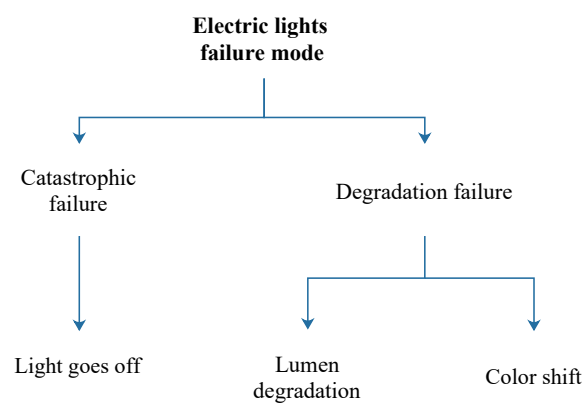 Electric lights
failure mode
Catastrophic
failure
Degradation failure
Light goes off
Lumen
degradation
Color shift